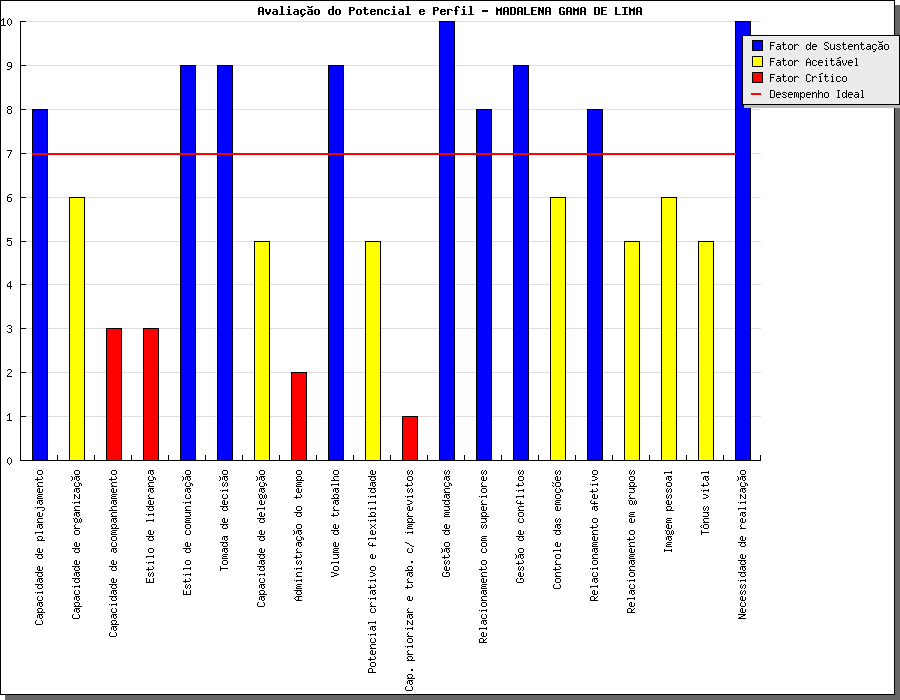 Avaliação do Potencial e Perfil - MADALENA GAMA DE LIMA
Fator de Sustentação
Fator Aceitável
Fator Crítico
Desempenho Ideal
10
9
8
7
6
5
4
3
2
1
0
Capacidade de planejamento
Capacidade de organização
Capacidade de acompanhamento
Estilo de liderança
Estilo de comunicação
Tomada de decisão
Capacidade de delegação
Administração do tempo
Volume de trabalho
Potencial criativo e flexibilidade
Cap. priorizar e trab. c/ imprevistos
Gestão de mudanças
Relacionamento com superiores
Gestão de conflitos
Controle das emoções
Relacionamento afetivo
Relacionamento em grupos
Imagem pessoal
Tônus vital
Necessidade de realização